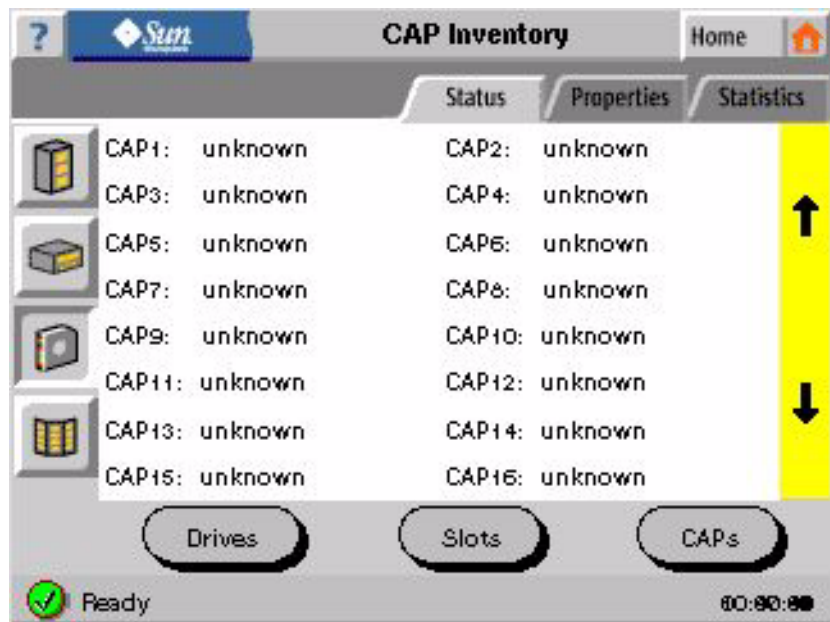 ? Sun CAP Inventory Home
Status Properties Statistics
CAP1: unknown CAP2: unknown
CAP3: unknown CAP4: unknown
CAP5: unknown CAP6: unknown
CAP7: unknown CAP8: unknown
CAP9: unknown CAP10: unknown
CAP11: unknown CAP12: unknown
CAP13: unknown CAP14: unknown
CAP15: unknown CAP16: unknown
Drives Slots CAPs
Ready